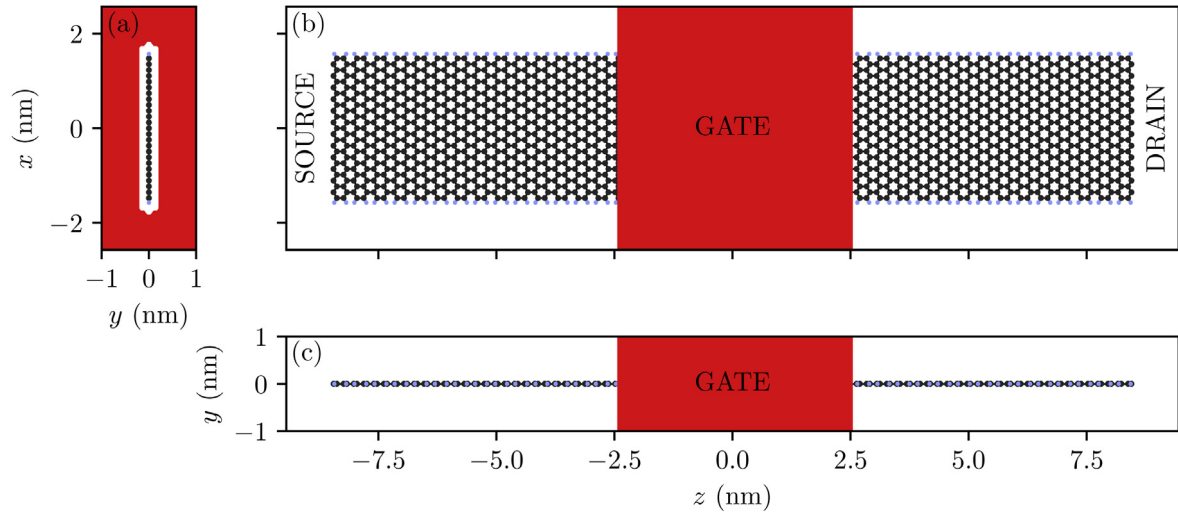 (a)
2
0
−2
x (nm)
−1 0 1
y (nm)
(b)
SOURCE
GATE
DRAIN
(c)
1
0
−1
y (nm)
GATE
−7.5 −5.0 −2.5 0.0 2.5 5.0 7.5
z (nm)